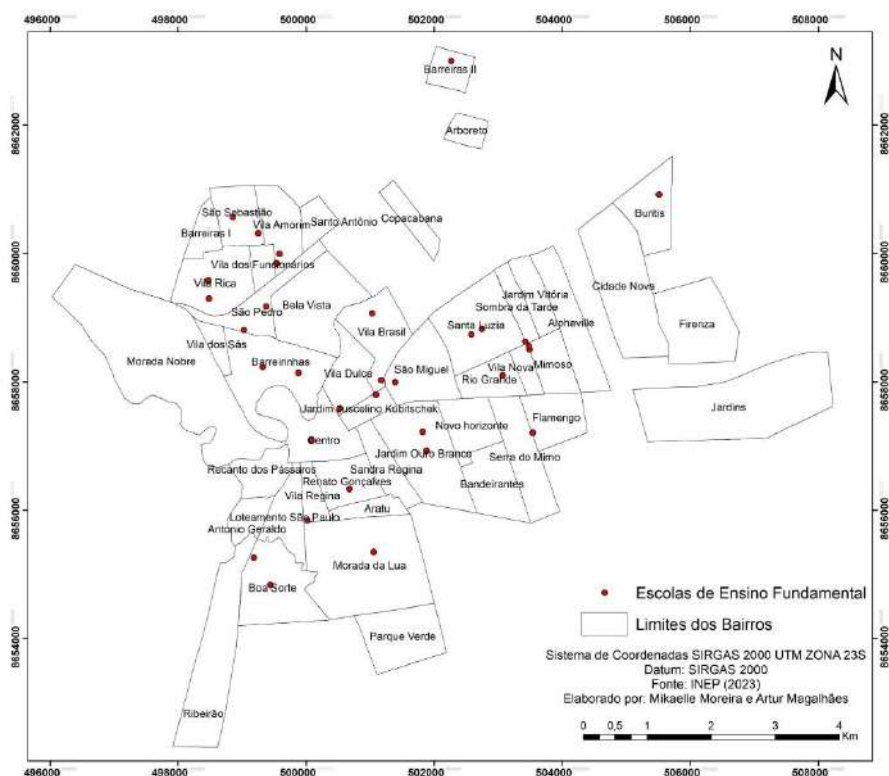 496000 498000 500000 502000 504000 506000 508000
N
Barreiras II
8662000 8662000
Arboreto
São Sebastião
Buritis
Vila Amorim Santo Antônio Copacabana
Barreiras I
8660000 8660000
Vila dos Funcionários
Vila Rica
Cidade Nova
Bela Vista
Jardim Vitória
São Pedro
Sombra da Tarde
Alphaville
Firenza
Santa Luzia
Vila Brasil
Vila dos Sás
Morada Nobre
Barreirinhas
Mimoso
Vila Nova
São Miguel
Vila Dulce
Rio Grande
8658000 8658000
Jardins
Jardim Juscelino Kubitschek
Flamengo
Novo horizonte
Centro
Jardim Ouro Branco
Serra do Mimo
Recanto dos Pássaros
Sandra Regina
Renato Gonçalves
Bandeirantes
Vila Regina
Aratu
8656000 8656000
Loteamento São Paulo
Antonio Geraldo
Morada da Lua
Boa Sorte
Escolas de Ensino Fundamental
Limites dos Bairros
Parque Verde
8654000 8654000
Sistema de Coordenadas SIRGAS 2000 UTM ZONA 23S
Datum: SIRGAS 2000
Fonte: INEP (2023)
Elaborado por: Mikaelle Moreira e Artur Magalhães
Ribeirão
0 0,5 1 2 3 4
Km
496000 498000 500000 502000 504000 506000 508000